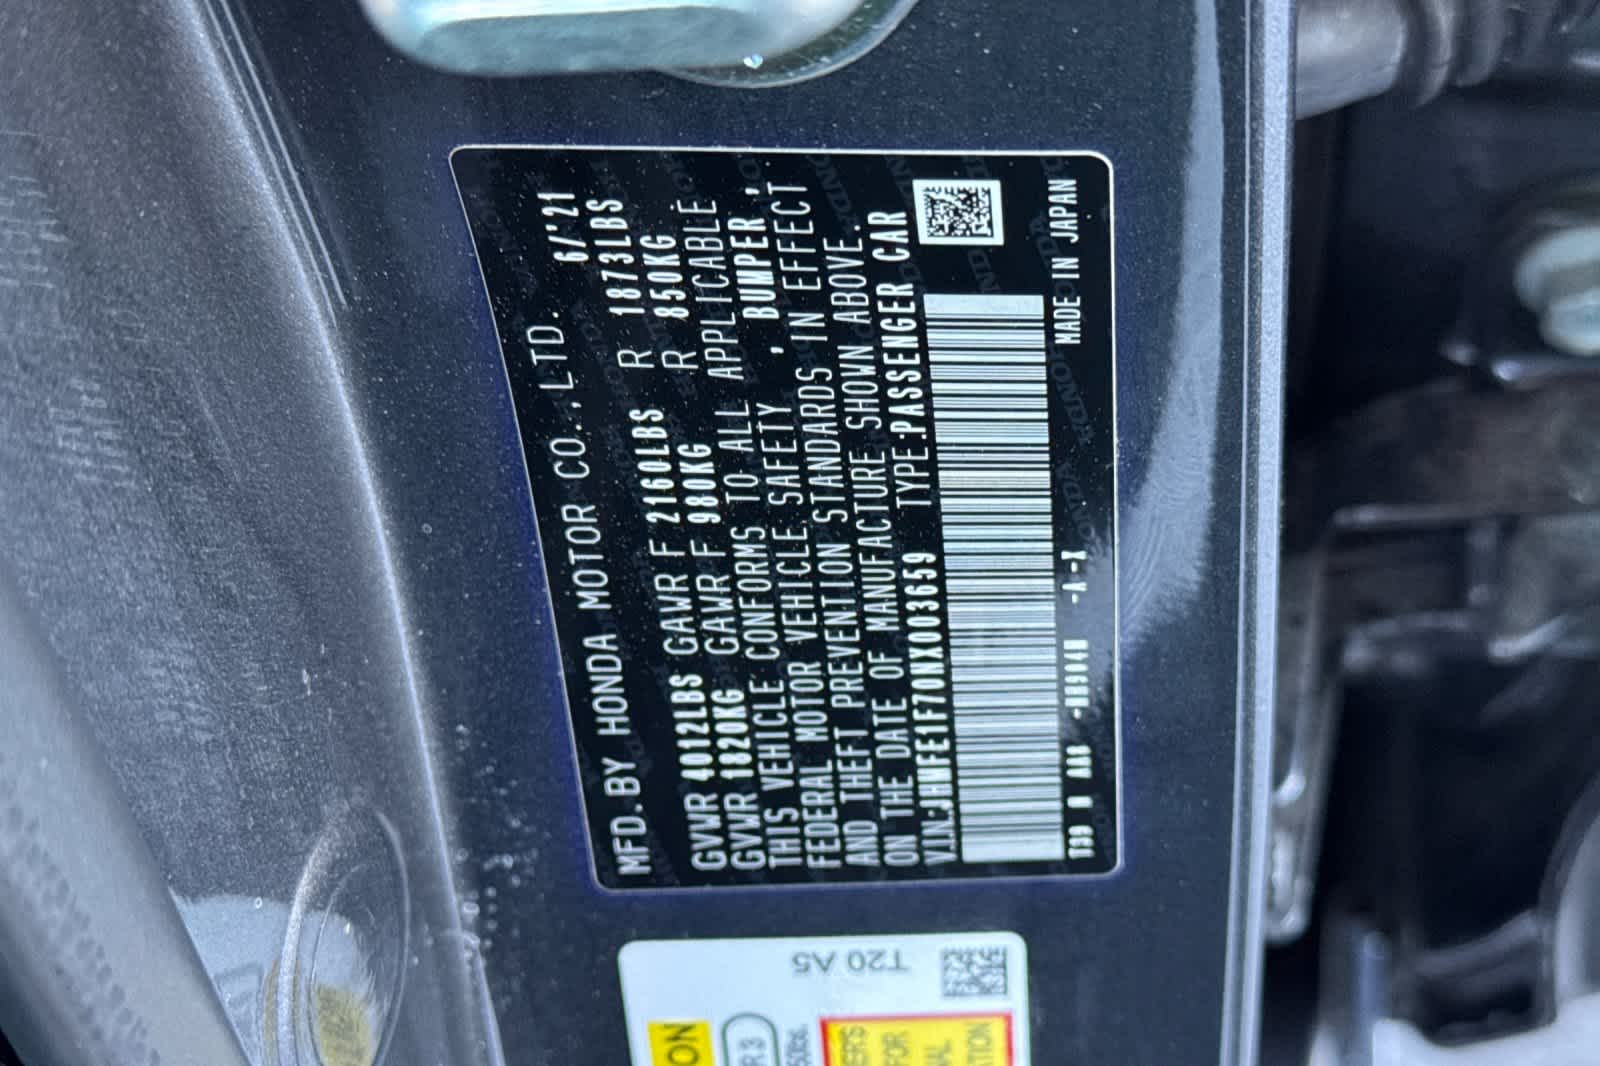 MFD. BY HONDA MOTOR CO., LTD. 6/'21
GVWR 4012LBS GAWR F 2160LBS R 1873LBS
GVWR 1820KG GAWR F 980KG R 850KG
THIS VEHICLE CONFORMS TO ALL APPLICABLE
FEDERAL MOTOR VEHICLE SAFETY , BUMPER ,
AND THEFT PREVENTION STANDARDS IN EFFECT
ON THE DATE OF MANUFACTURE SHOWN ABOVE.
V.I.N.:JHMFE1F70NX003659 TYPE:PASSENGER CAR
T39 -A -X
MADE IN JAPAN
T20 A5